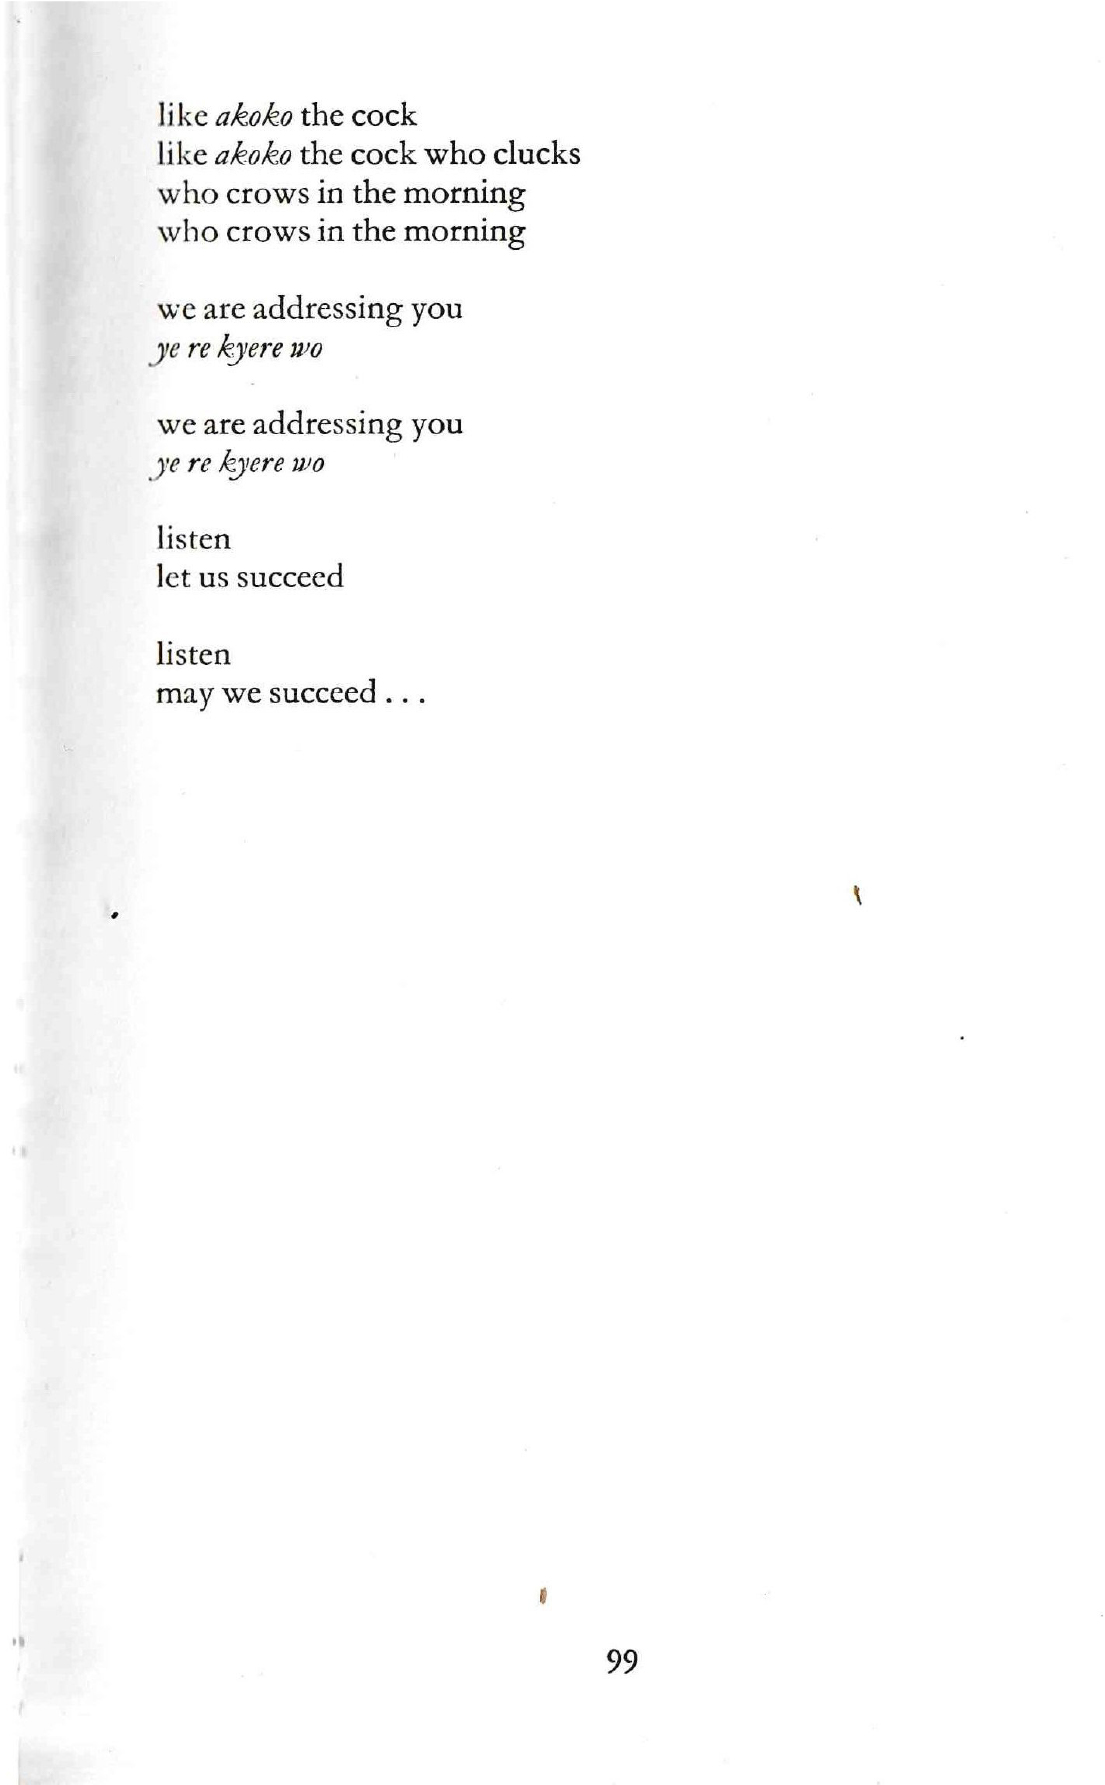 like akoko the cock
like akoko the cock who clucks
who crows in the morning
who crows in the morning

we are addressing you
ye re kyere wo

we are addressing you
ye re kyere wo

listen
let us succeed

listen
may we succeed . . .

99